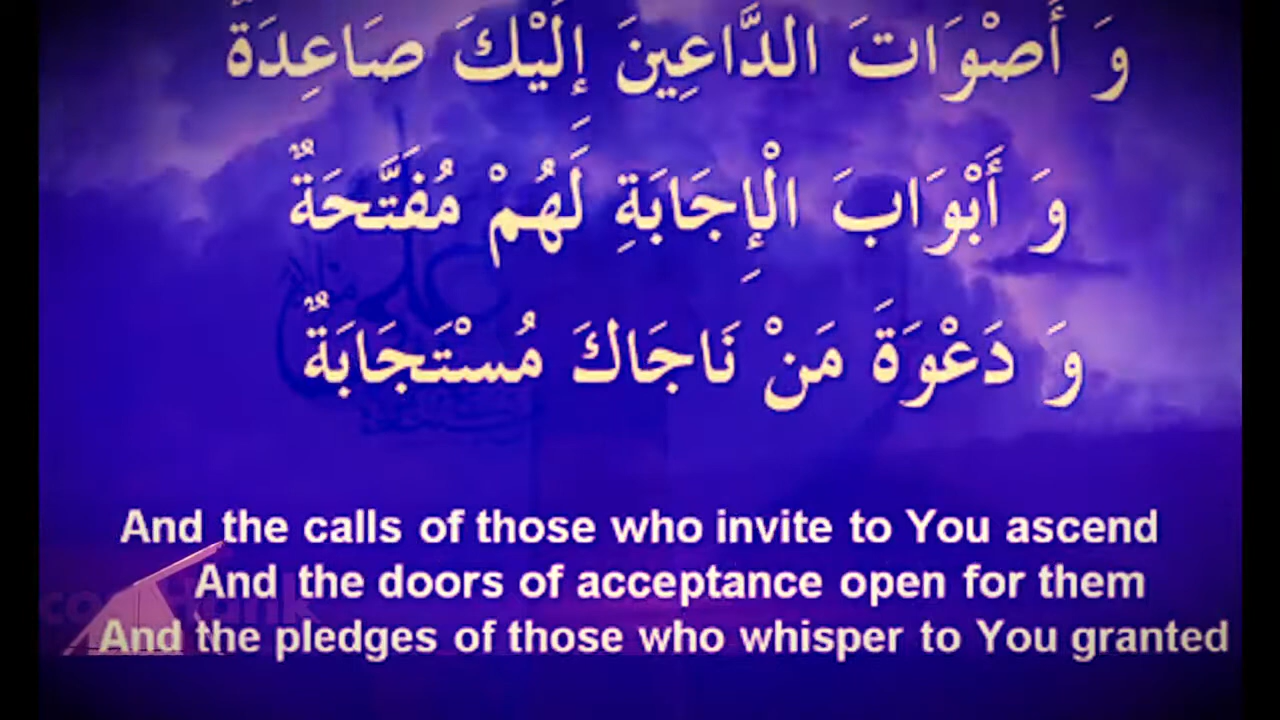 وَ أَصْوَاتَ الدَّاعِينَ إِلَيْكَ صَاعِدَةٌ
وَ أَبْوَابَ الْإِجَابَةِ لَهُمْ مُفَتَّحَةٌ
وَ دَعْوَةَ مَنْ نَاجَاكَ مُسْتَجَابَةٌ
And the calls of those who invite to You ascend
And the doors of acceptance open for them
And the pledges of those who whisper to You granted